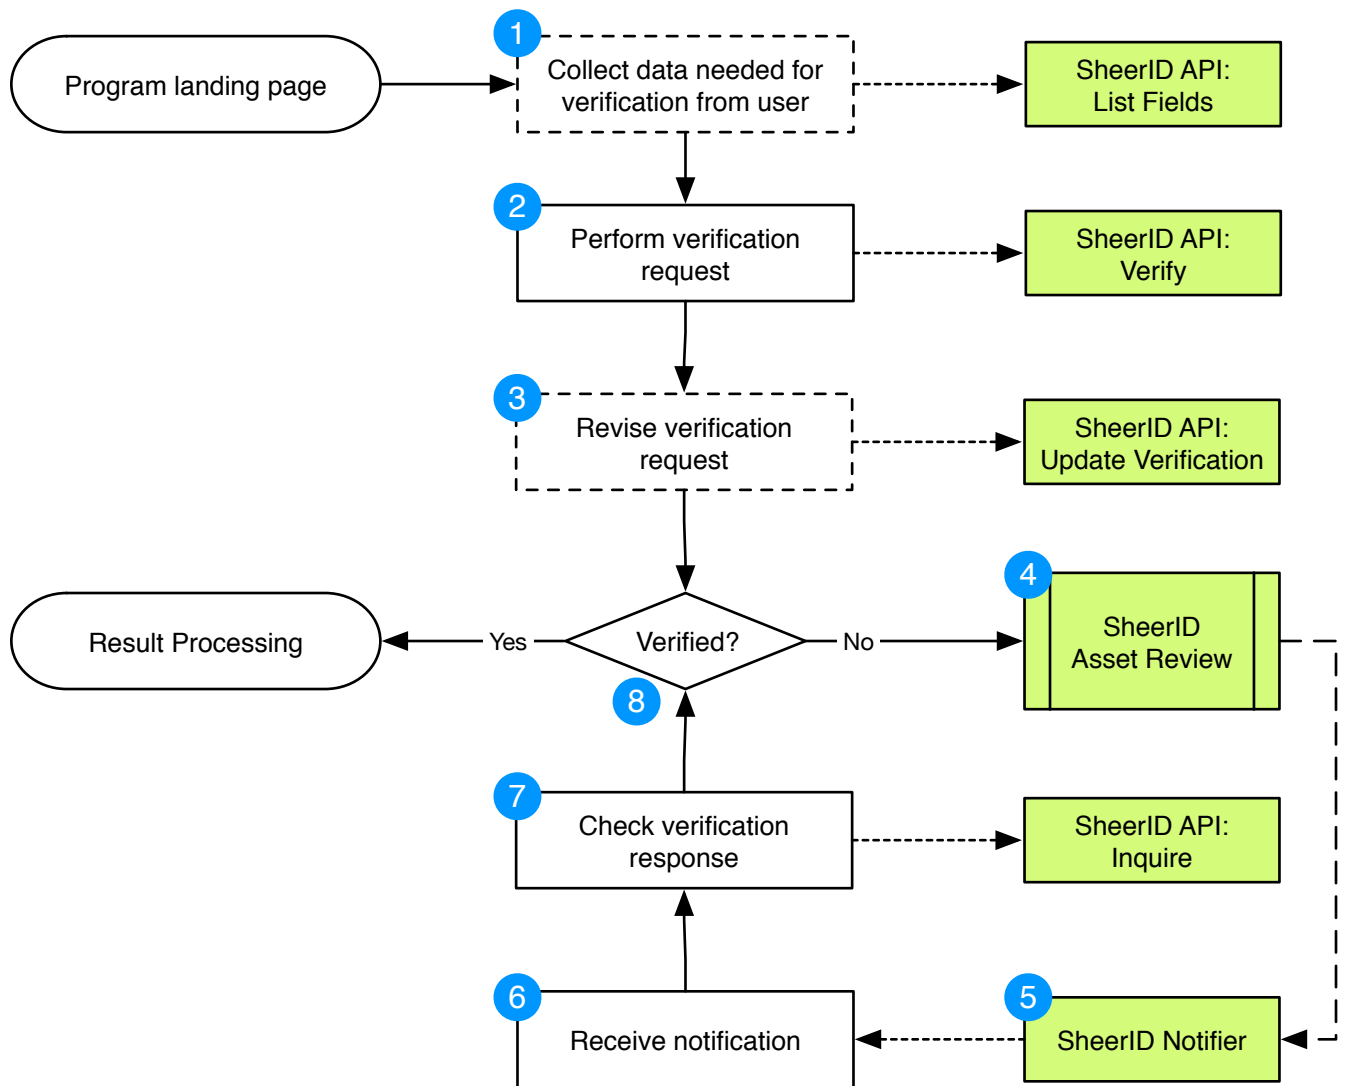 1
Program landing page
Collect data needed for
verification from user
SheerID API:
List Fields
2
Perform verification
request
SheerID API:
Verify
3
Revise verification
request
SheerID API:
Update Verification
4
Result Processing
Yes
Verified?
No
SheerID
Asset Review
8
7
Check verification
response
SheerID API:
Inquire
6
Receive notification
5
SheerID Notifier